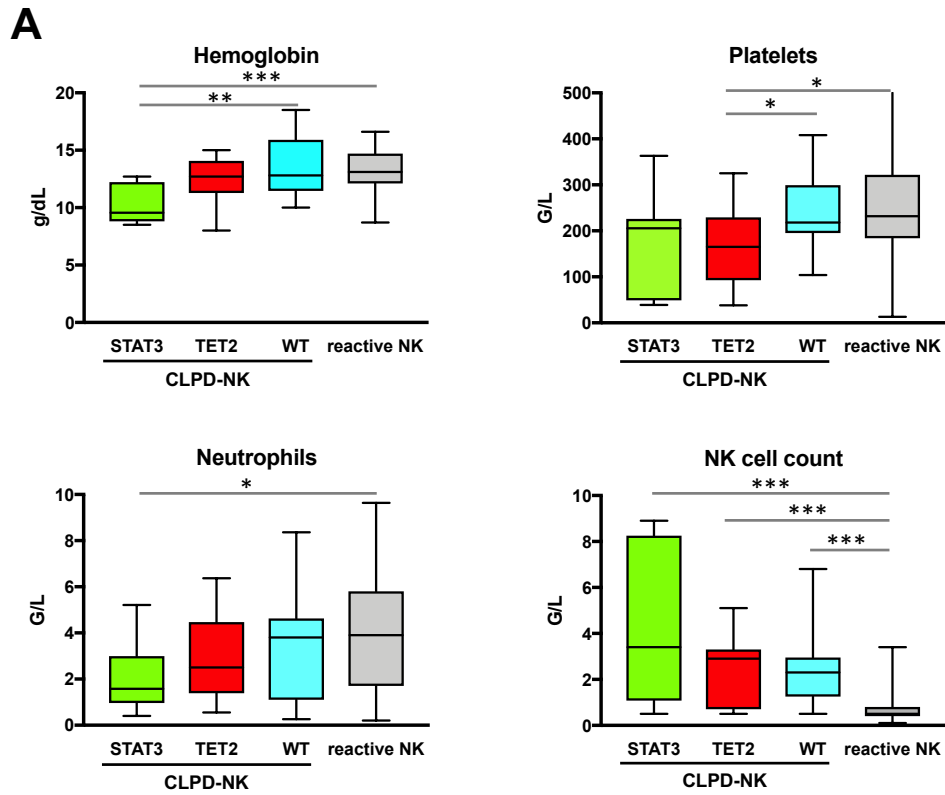 A
Hemoglobin
***
**
20
15
10
5
0
g/dL
STAT3 TET2 WT reactive NK
CLPD-NK
Platelets
*
*
500
400
300
200
100
0
G/L
STAT3 TET2 WT reactive NK
CLPD-NK
Neutrophils
*
10
8
6
4
2
0
G/L
STAT3 TET2 WT reactive NK
CLPD-NK
NK cell count
***
***
***
10
8
6
4
2
0
G/L
STAT3 TET2 WT reactive NK
CLPD-NK